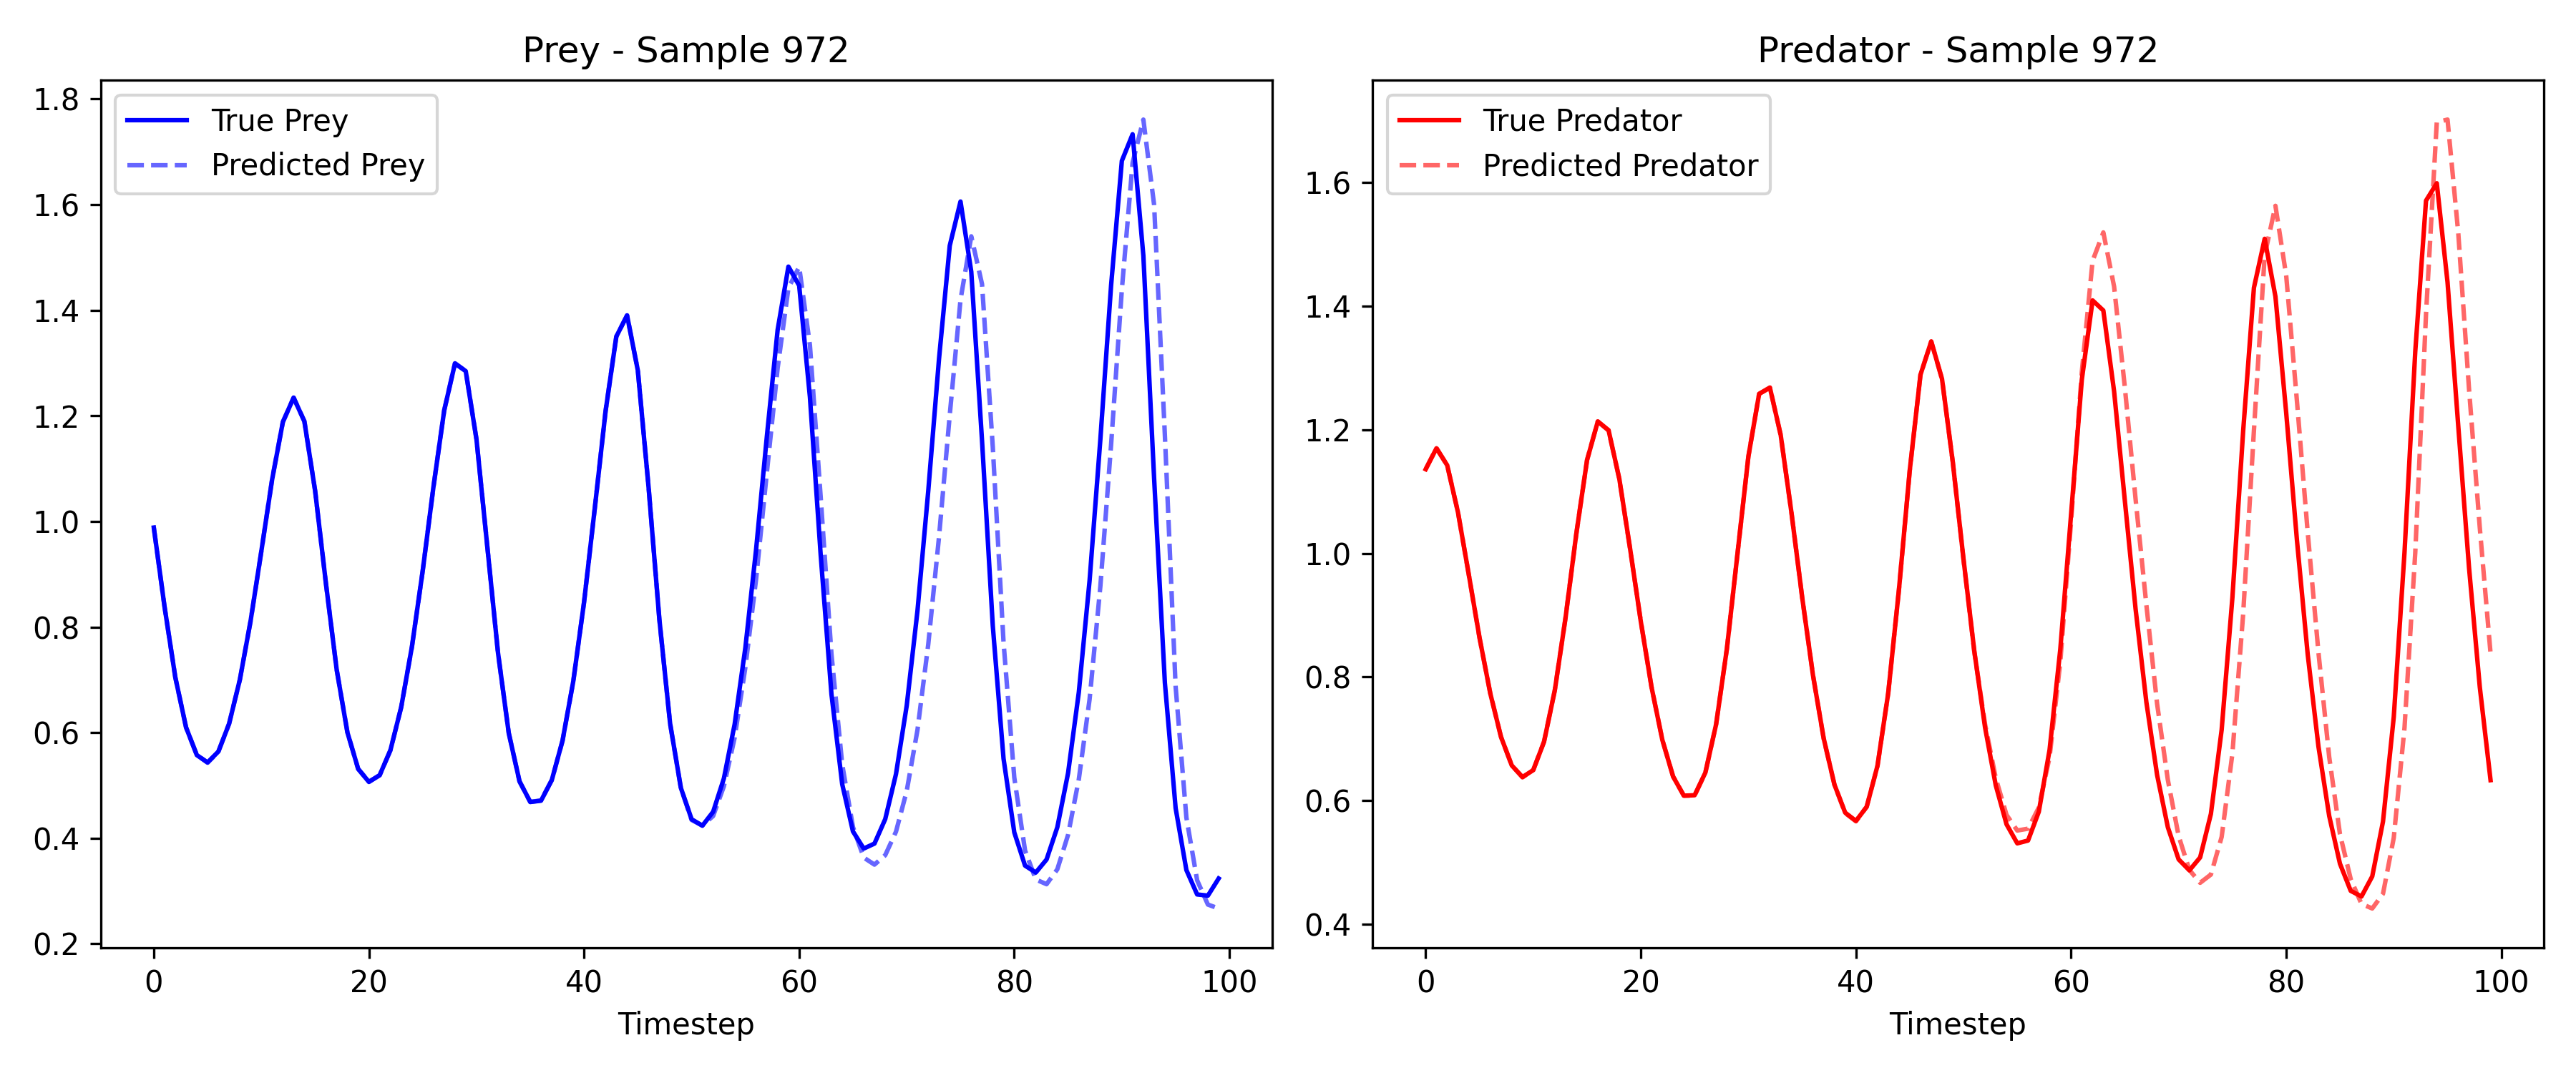 Prey - Sample 972
True Prey
Predicted Prey
1.8
1.6
1.4
1.2
1.0
0.8
0.6
0.4
0.2
0 20 40 60 80 100
Timestep
Predator - Sample 972
True Predator
Predicted Predator
1.6
1.4
1.2
1.0
0.8
0.6
0.4
0 20 40 60 80 100
Timestep